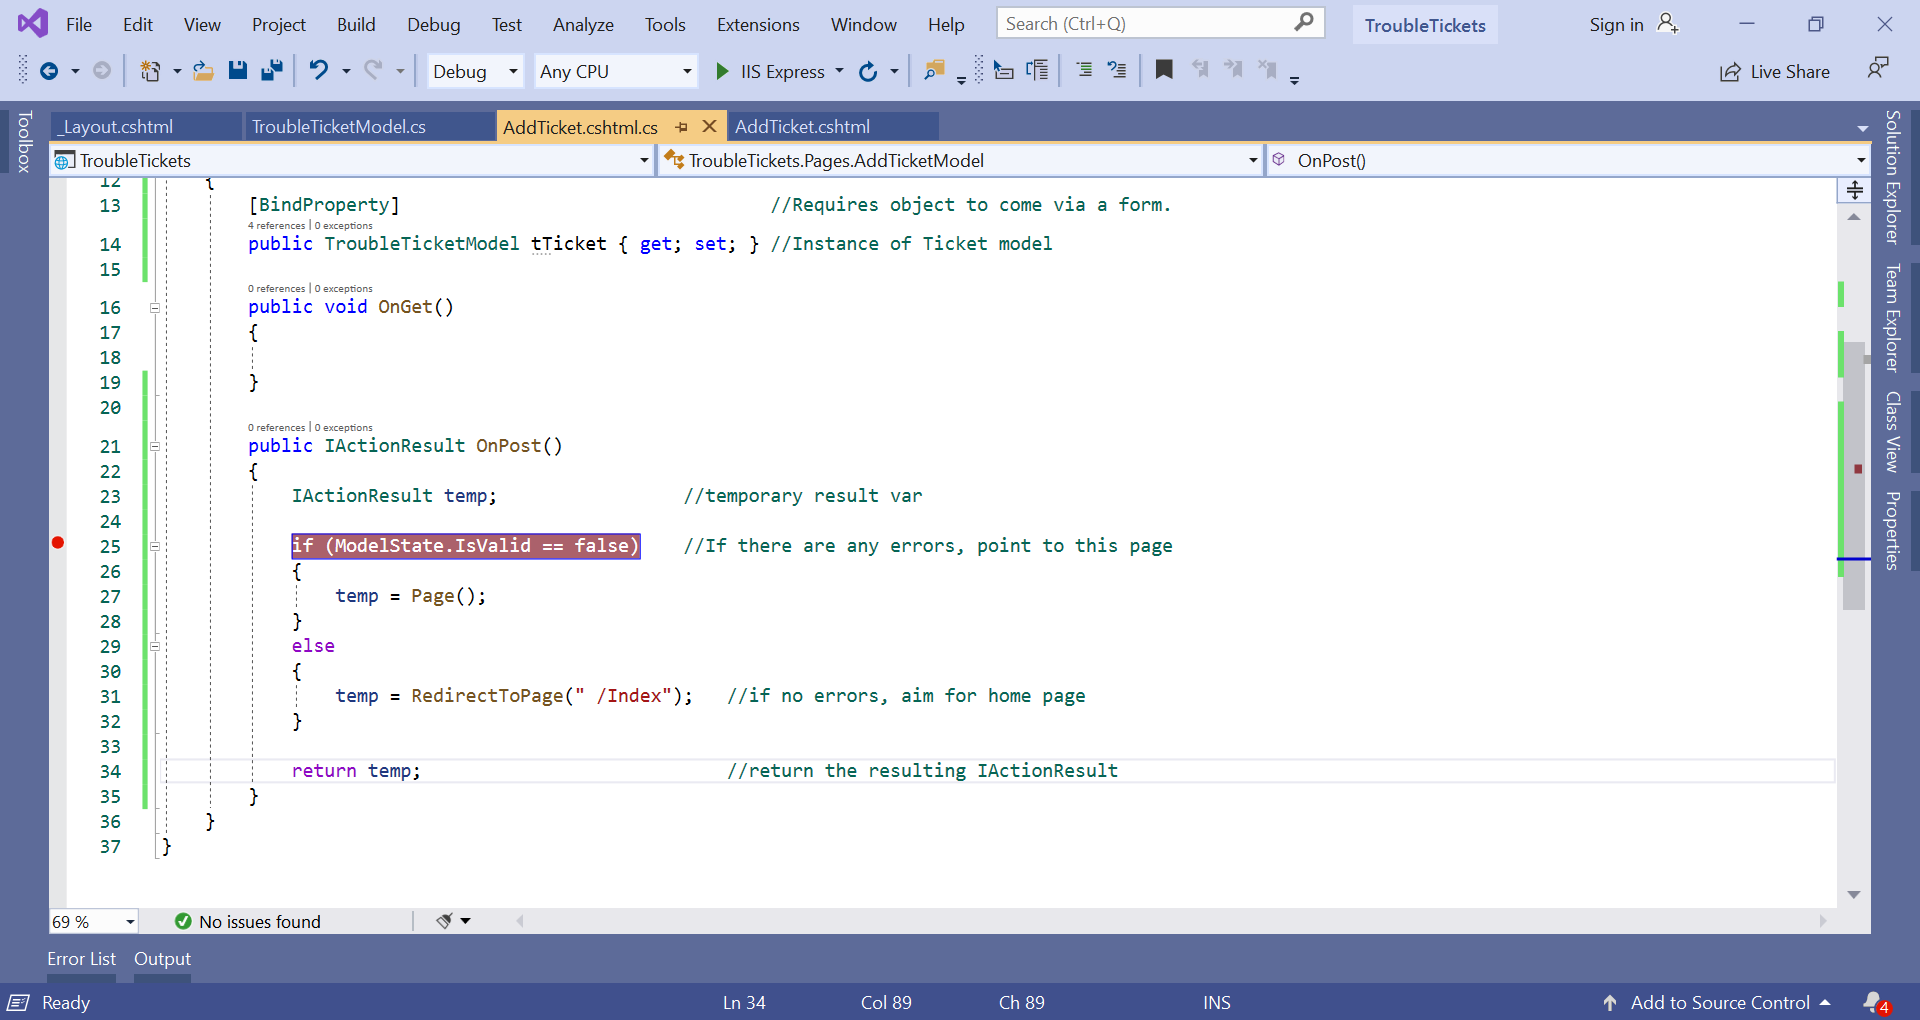 File Edit View Project Build Debug Test Analyze Tools Extensions Window Help Search (Ctrl+Q) TroubleTickets Sign in
Debug Any CPU IIS Express Live Share
Toolbox
_Layout.cshtml TroubleTicketModel.cs AddTicket.cshtml.cs AddTicket.cshtml
TroubleTickets TroubleTickets.Pages.AddTicketModel OnPost()
12 {
13 [BindProperty] //Requires object to come via a form.
4 references | 0 exceptions
14 public TroubleTicketModel tTicket { get; set; } //Instance of Ticket model
15
0 references | 0 exceptions
16 public void OnGet()
17 {
18
19 }
20
0 references | 0 exceptions
21 public IActionResult OnPost()
22 {
23 IActionResult temp; //temporary result var
24
25 if (ModelState.IsValid == false) //If there are any errors, point to this page
26 {
27 temp = Page();
28 }
29 else
30 {
31 temp = RedirectToPage(" /Index"); //if no errors, aim for home page
32 }
33
34 return temp; //return the resulting IActionResult
35 }
36 }
37 }
Solution Explorer
Team Explorer
Class View
Properties
69 % No issues found
Error List Output
Ready Ln 34 Col 89 Ch 89 INS Add to Source Control 4